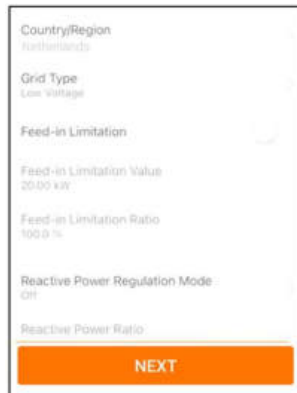 Country/Region
Netherlands
Grid Type
Low Voltage
Feed-in Limitation
Feed-in Limitation Value
20.00 kW
Feed-in Limitation Ratio
100.0 %
Reactive Power Regulation Mode
Off
Reactive Power Ratio
NEXT